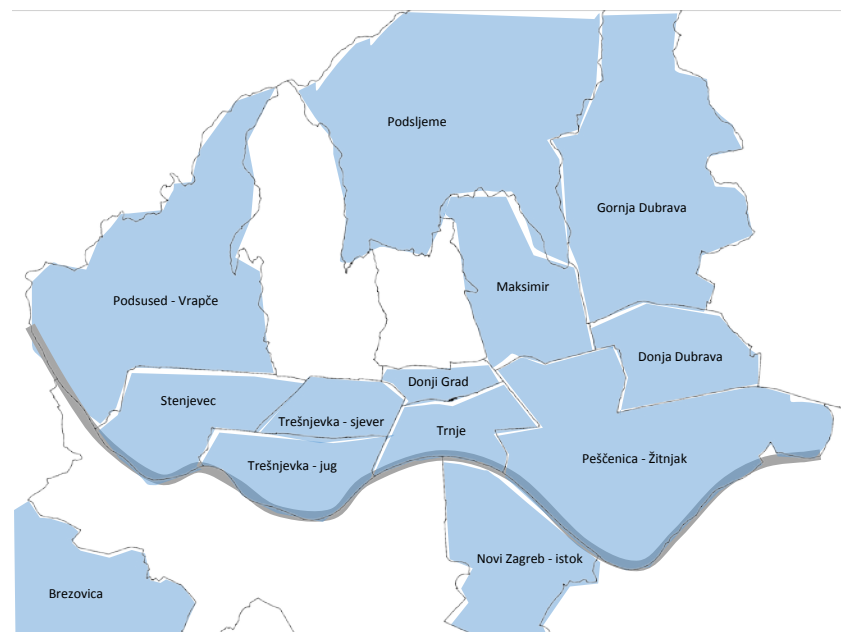 Podsljeme
Gornja Dubrava
Maksimir
Podsused - Vrapče
Donja Dubrava
Donji Grad
Stenjevec
Trešnjevka - sjever
Trnje
Trešnjevka - jug
Peščenica - Žitnjak
Novi Zagreb - istok
Brezovica